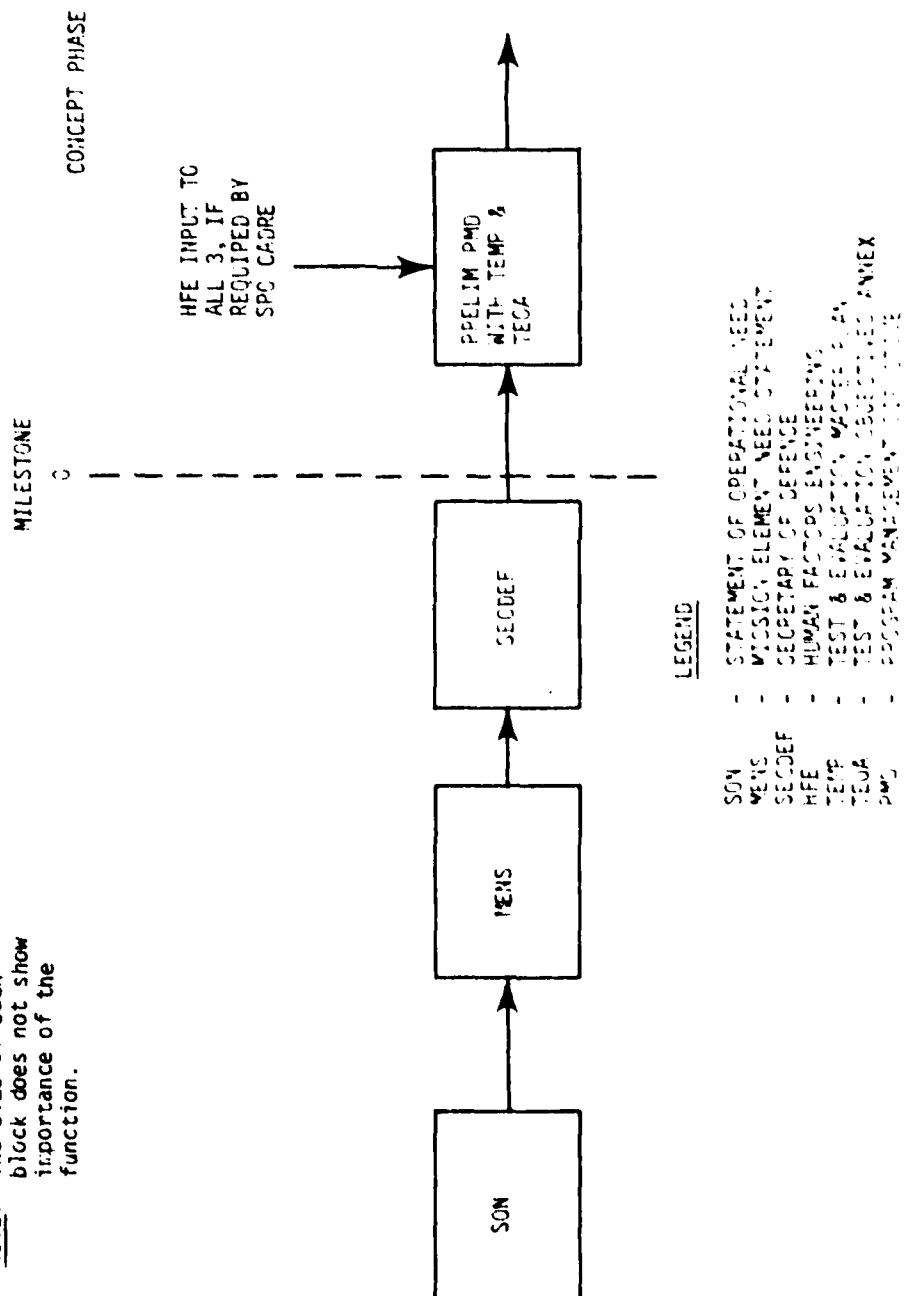 block does not show
importance of the
function.
MILESTONE
0
CONCEPT PHASE
HFE INPUT TO
ALL 3, IF
REQUIRED BY
SPO CADRE
SON
MENS
SECDEF
PRELIM PMD
WITH TEMP &
TEOA
LEGEND
SON - STATEMENT OF OPERATIONAL NEED
MENS - MISSION ELEMENT NEED STATEMENT
SECDEF - SECRETARY OF DEFENSE
HFE - HUMAN FACTORS ENGINEERING
TEMP - TEST & EVALUATION MASTER PLAN
TEOA - TEST & EVALUATION OBJECTIVES ANNEX
PMD - PROGRAM MANAGEMENT